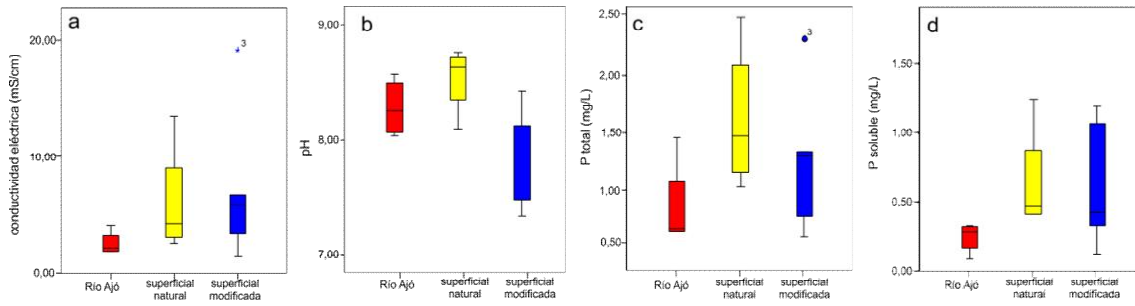 a
conductividad eléctrica (mS/cm)
20,00
10,00
0,00
3
*
Río Ajó
superficial
natural
superficial
modificada
b
pH
9,00
8,00
7,00
Río Ajó
superficial
natural
superficial
modificada
c
P total (mg/L)
2,50
2,00
1,50
1,00
0,50
3
Río Ajó
superficial
natural
superficial
modificada
d
P soluble (mg/L)
1,50
1,00
0,50
0,00
Río Ajó
superficial
natural
superficial
modificada